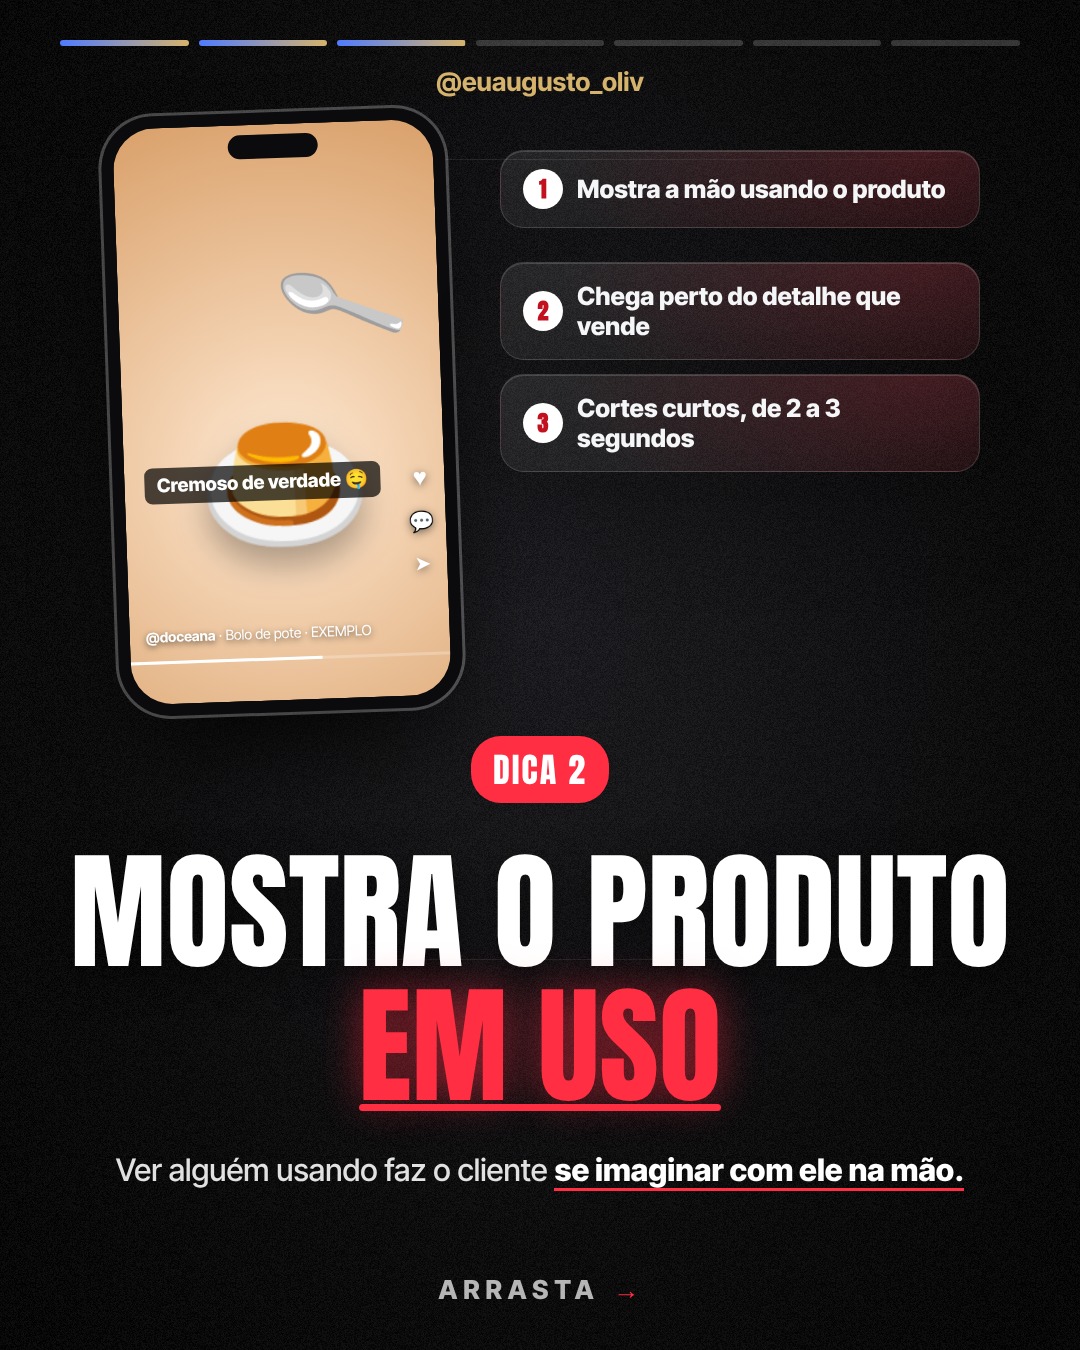 @euaugusto_oliv
1 Mostra a mão usando o produto
2 Chega perto do detalhe que
vende
3 Cortes curtos, de 2 a 3
segundos
Cremoso de verdade 🤤
@doceana · Bolo de pote · EXEMPLO
DICA 2
MOSTRA O PRODUTO
EM USO
Ver alguém usando faz o cliente se imaginar com ele na mão.
ARRASTA →